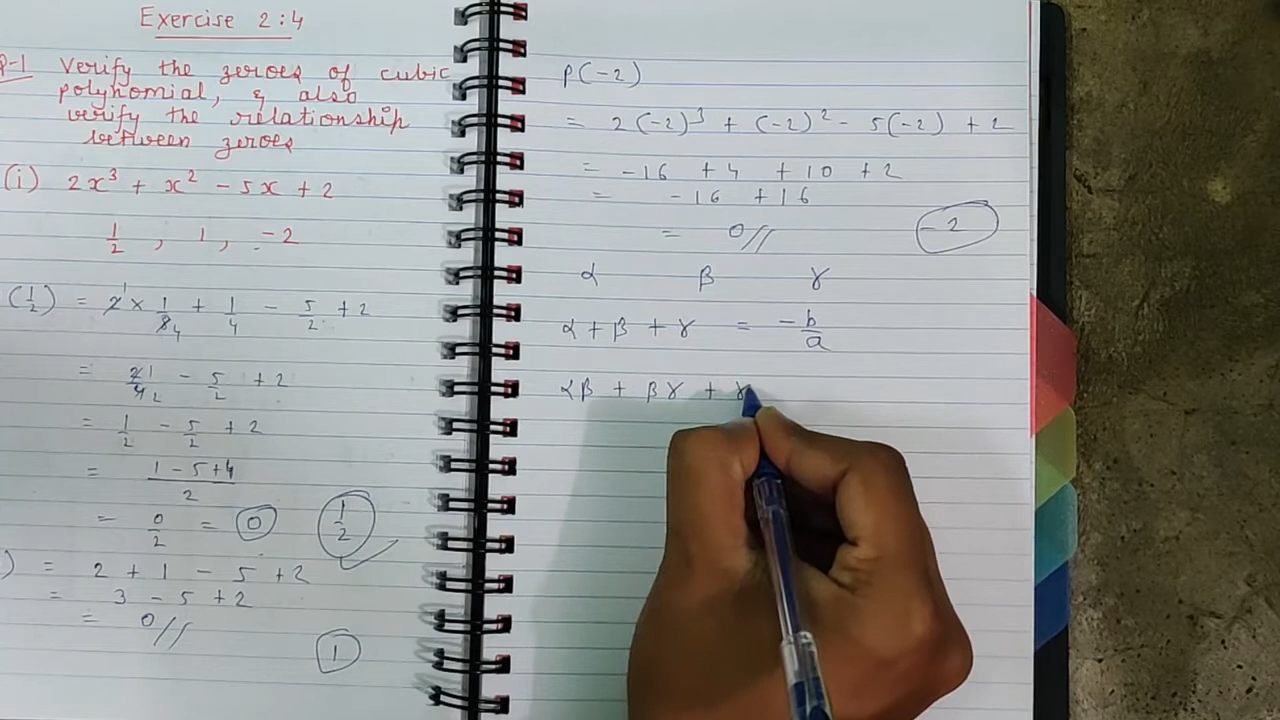 Exercise 2:4
Q-1 Verify the zeroes of cubic
polynomial, & also
verify the relationship
between zeroes
(i) 2x³ + x² - 5x + 2
1/2 , 1 , -2
(1/2) = 2 × 1/8 + 1/4 - 5/2 + 2
= 2/4 - 5/2 + 2
= 1/2 - 5/2 + 2
= (1 - 5 + 4)/2
= 0/2 = 0 1/2
) = 2 + 1 - 5 + 2
= 3 - 5 + 2
= 0//
1
P(-2)
= 2(-2)³ + (-2)² - 5(-2) + 2
= -16 + 4 + 10 + 2
= -16 + 16
= 0// -2
α β γ
α + β + γ = -b/a
αβ + βγ + γ